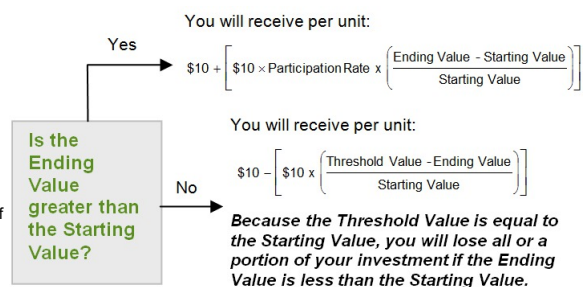 You will receive per unit:
Yes
$10 + [$10 × Participation Rate x (Ending Value - Starting Value / Starting Value)]
You will receive per unit:
Is the
Ending
Value
greater than
the Starting
Value?
No
$10 – [$10 x (Threshold Value - Ending Value / Starting Value)]
f
Because the Threshold Value is equal to
the Starting Value, you will lose all or a
portion of your investment if the Ending
Value is less than the Starting Value.